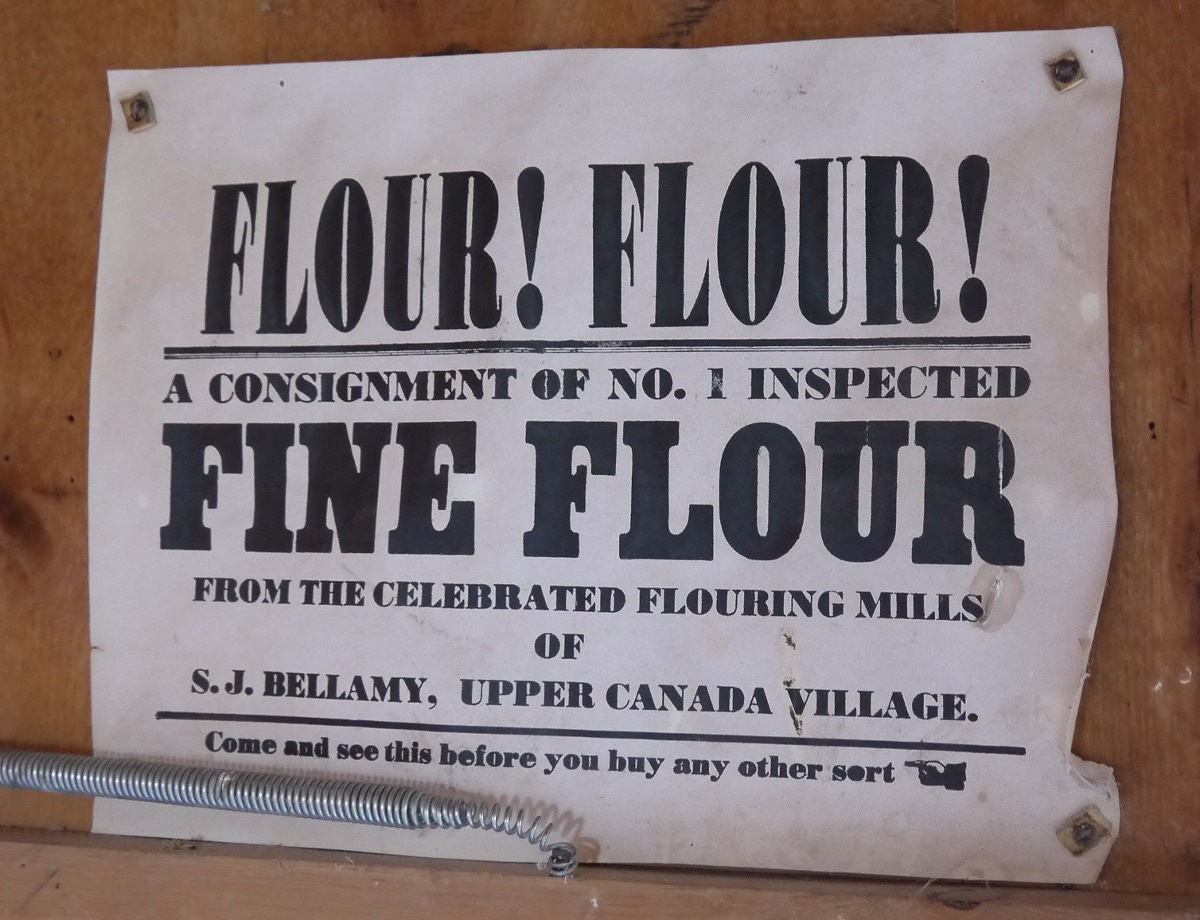 FLOUR! FLOUR!
A CONSIGNMENT OF NO. 1 INSPECTED
FINE FLOUR
FROM THE CELEBRATED FLOURING MILLS
OF
S. J. BELLAMY, UPPER CANADA VILLAGE.
Come and see this before you buy any other sort